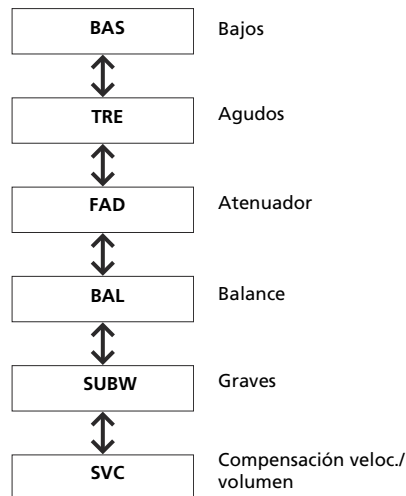 BAS Bajos
TRE Agudos
FAD Atenuador
BAL Balance
SUBW Graves
SVC Compensación veloc./
volumen